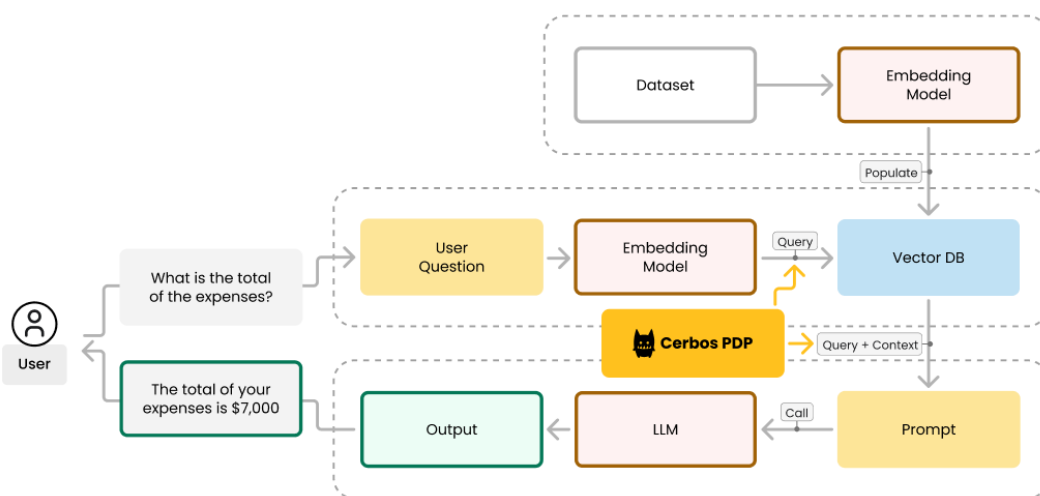 Dataset
Embedding
Model
Populate
User
Question
Embedding
Model
Query
Vector DB
What is the total
of the expenses?
User
Cerbos PDP
Query + Context
The total of your
expenses is $7,000
Output
LLM
Call
Prompt